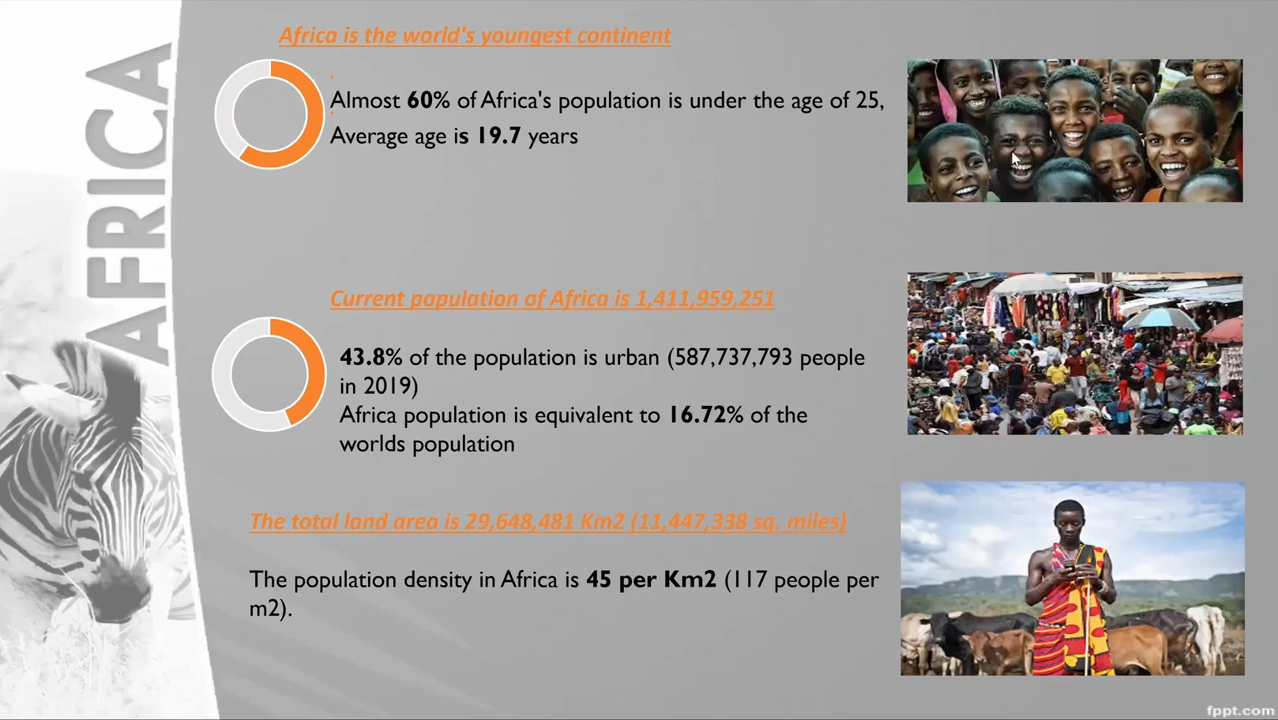 AFRICA
Africa is the world's youngest continent
Almost 60% of Africa's population is under the age of 25,
Average age is 19.7 years
Current population of Africa is 1,411,959,251
43.8% of the population is urban (587,737,793 people
in 2019)
Africa population is equivalent to 16.72% of the
worlds population
The total land area is 29,648,481 Km2 (11,447,338 sq. miles)
The population density in Africa is 45 per Km2 (117 people per
m2).
fppt.com